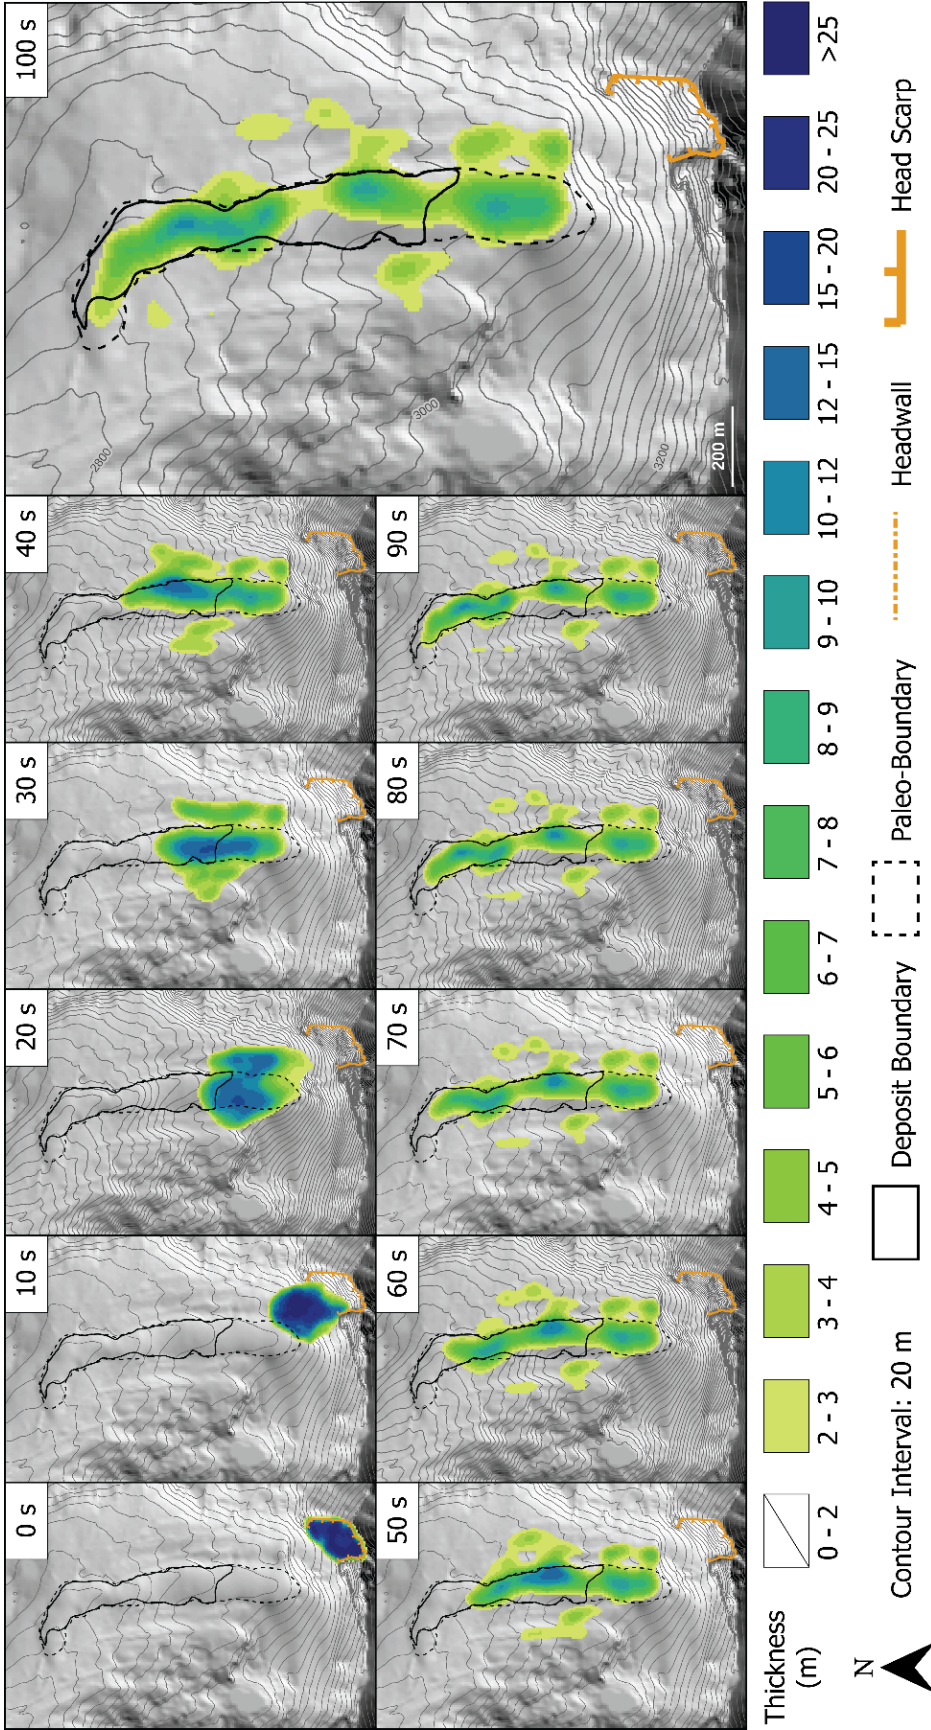 0 s
10 s
20 s
30 s
40 s
50 s
60 s
70 s
80 s
90 s
100 s
2800
3000
3200
200 m
Thickness
(m)
0 - 2
2 - 3
3 - 4
4 - 5
5 - 6
6 - 7
7 - 8
8 - 9
9 - 10
10 - 12
12 - 15
15 - 20
20 - 25
>25
N
Contour Interval: 20 m
Deposit Boundary
Paleo-Boundary
Headwall
Head Scarp